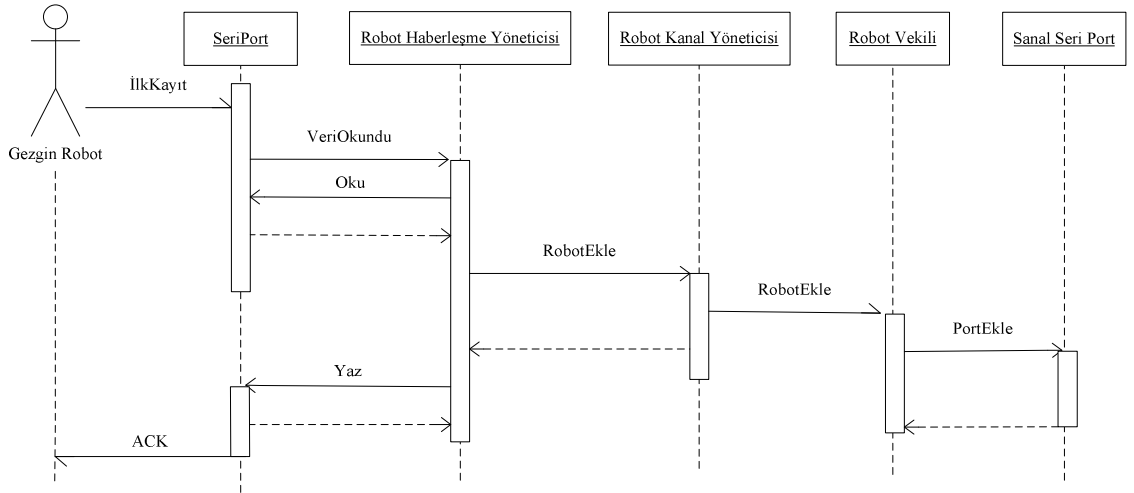 SeriPort
Robot Haberleşme Yöneticisi
Robot Kanal Yöneticisi
Robot Vekili
Sanal Seri Port
İlkKayıt
Gezgin Robot
VeriOkundu
Oku
RobotEkle
RobotEkle
PortEkle
Yaz
ACK